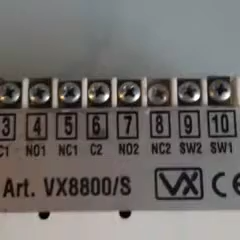 3 4 5 6 7 8 9 10
C1 NO1 NC1 C2 NO2 NC2 SW2 SW1
Art. VX8800/S VX CE